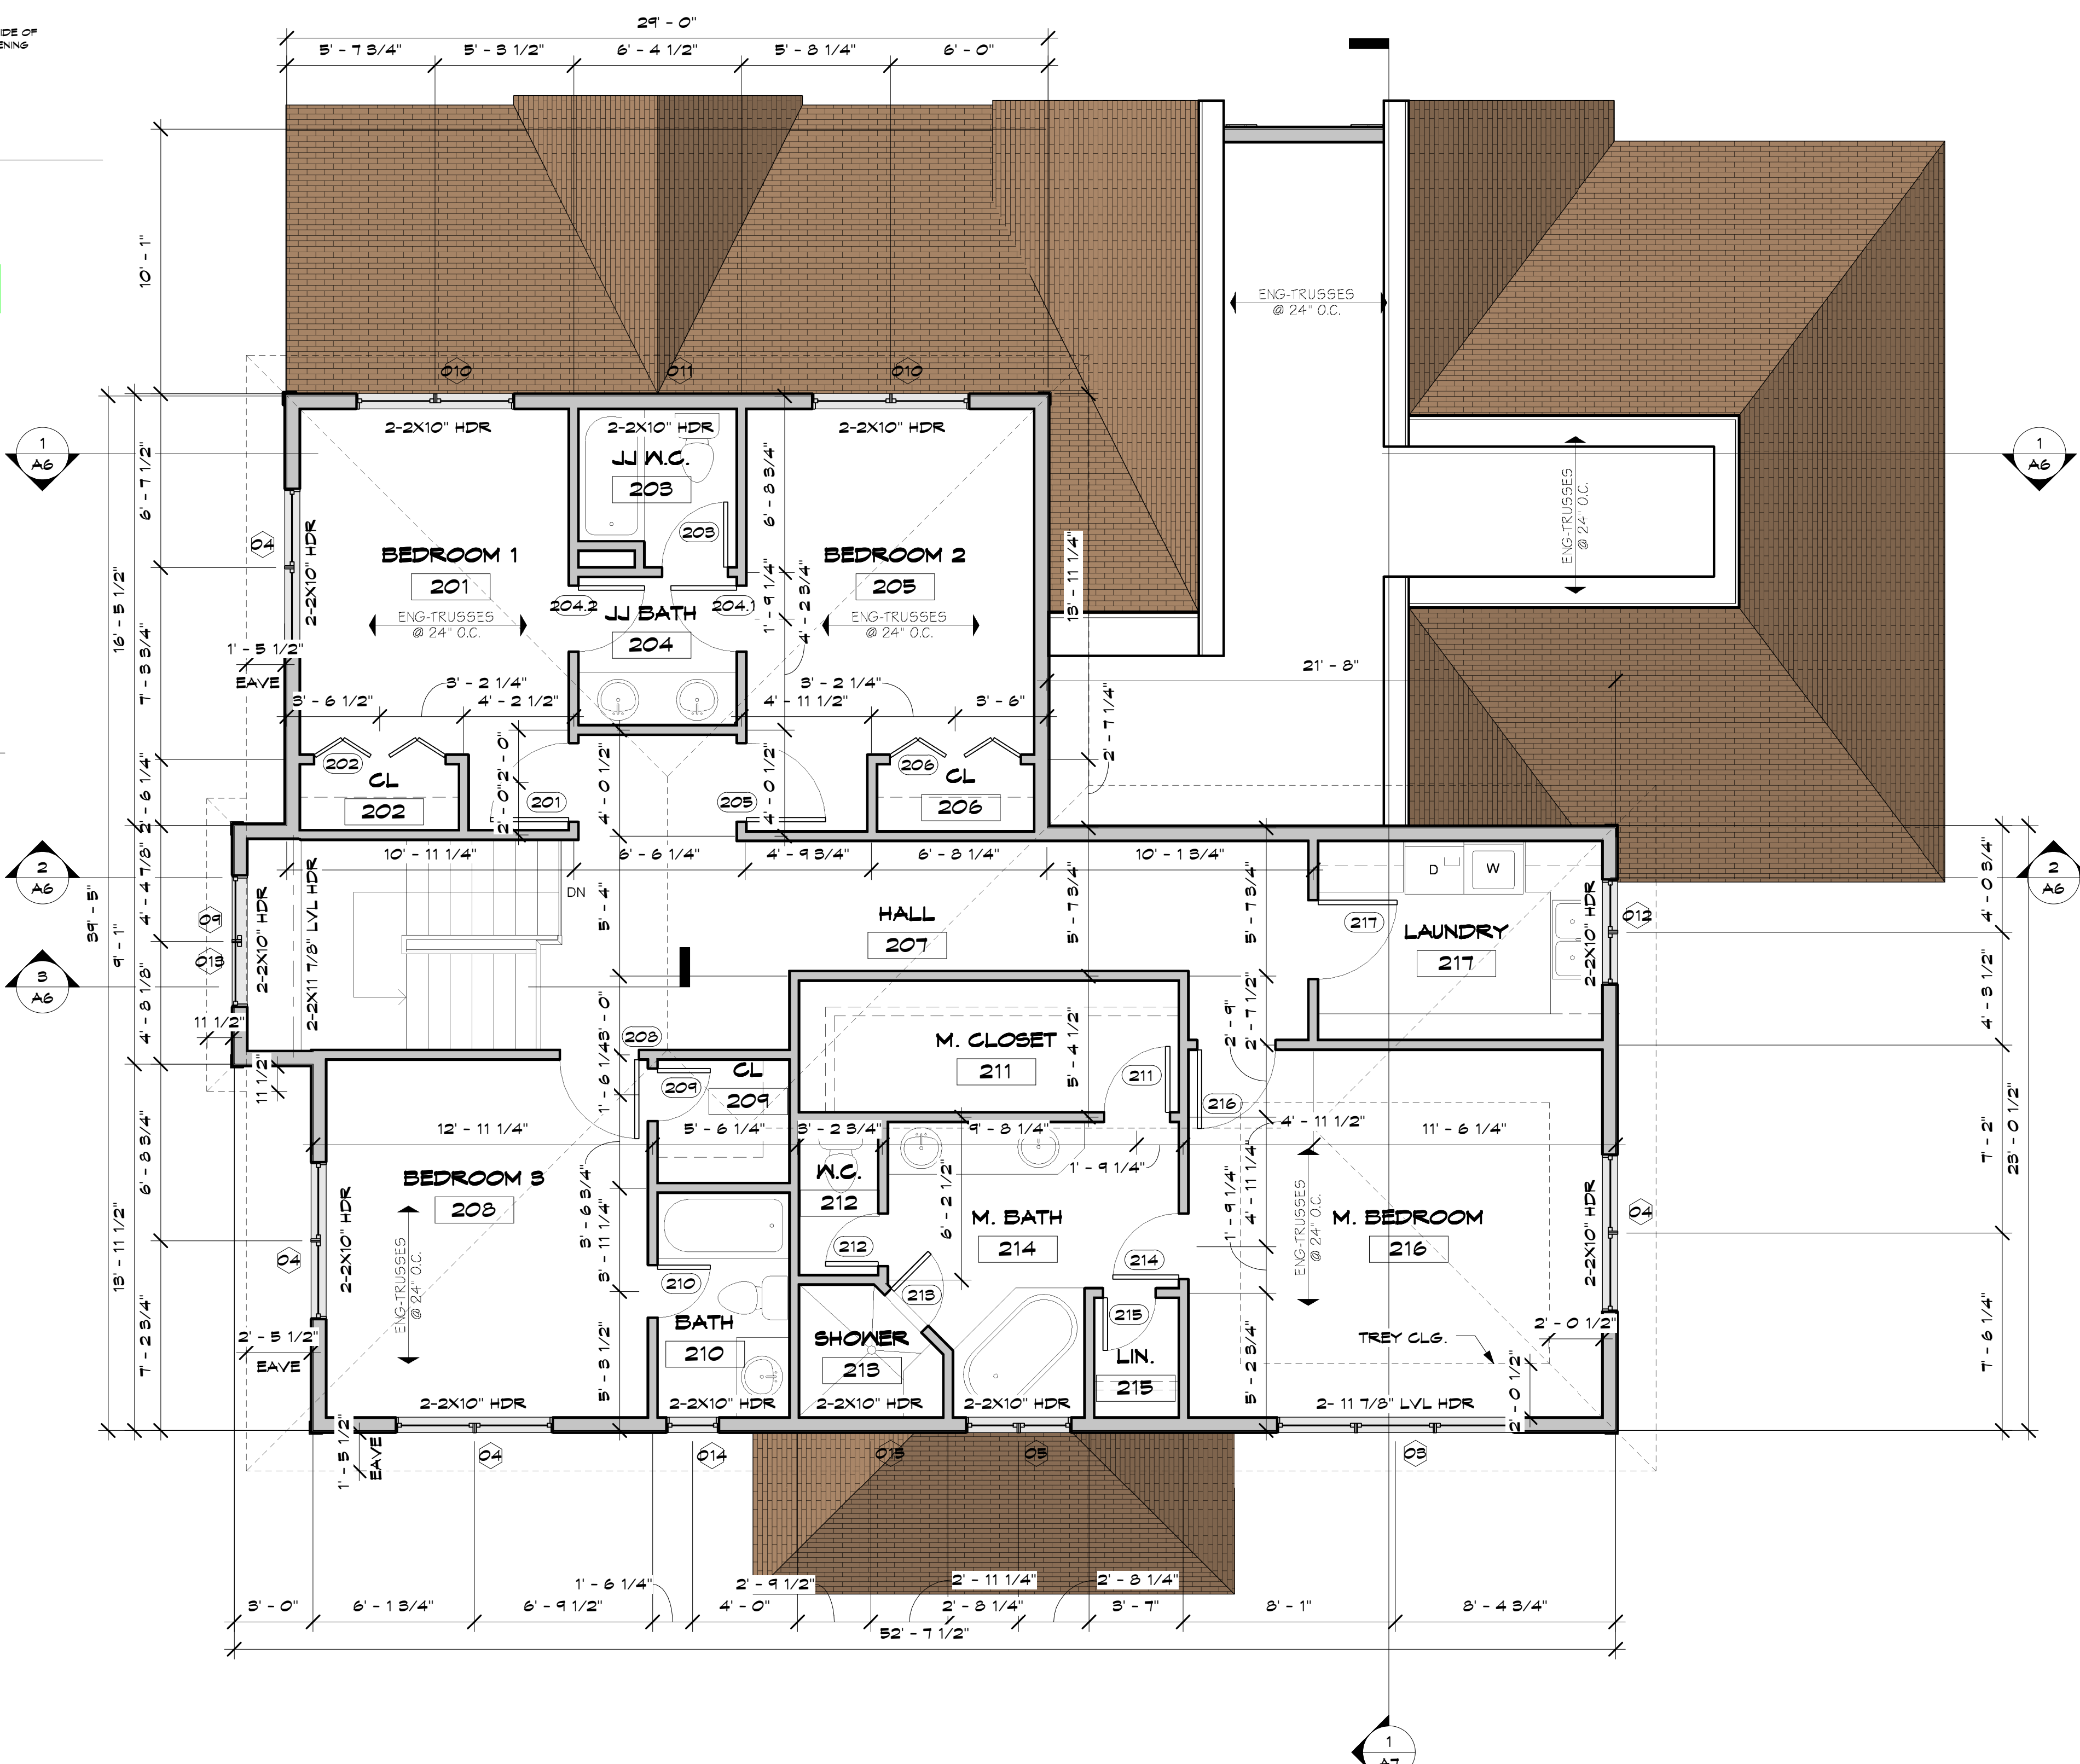 IDE OF
ENING
29' - 0"
5' - 7 3/4"
5' - 3 1/2"
6' - 4 1/2"
5' - 8 1/4"
6' - 0"
10' - 1"
ENG-TRUSSES
@ 24" O.C.
010
011
010
2-2X10" HDR
2-2X10" HDR
2-2X10" HDR
1
A6
1
A6
JJ W.C.
203
203
6' - 7 1/2"
6' - 8 3/4"
ENG-TRUSSES
@ 24" O.C.
04
2-2X10" HDR
BEDROOM 1
201
ENG-TRUSSES
@ 24" O.C.
BEDROOM 2
205
ENG-TRUSSES
@ 24" O.C.
204.2
204.1
JJ BATH
204
1' - 9 1/4"
4' - 2 3/4"
13' - 11 1/4"
16' - 5 1/2"
7' - 3 3/4"
1' - 5 1/2"
EAVE
3' - 6 1/2"
3' - 2 1/4"
4' - 2 1/2"
4' - 11 1/2"
3' - 2 1/4"
3' - 6"
21' - 8"
2' - 7 1/4"
202
CL
202
2' - 0"
2' - 0"
201
4' - 0 1/2"
205
4' - 0 1/2"
206
CL
206
2' - 6 1/4"
10' - 11 1/4"
6' - 6 1/4"
4' - 9 3/4"
6' - 8 1/4"
10' - 1 3/4"
2
A6
2
A6
4' - 4 7/8"
39' - 5"
9' - 1"
09
013
2-2X10" HDR
2-2X11 7/8" LVL HDR
DN
5' - 4"
HALL
207
5' - 7 3/4"
5' - 7 3/4"
D
W
217
LAUNDRY
217
2-2X10" HDR
012
4' - 0 3/4"
4' - 3 1/2"
3
A6
4' - 8 1/8"
11 1/2"
11 1/2"
3' - 0"
208
1' - 6 1/4"
209
CL
209
M. CLOSET
211
211
5' - 4 1/2"
2' - 9"
2' - 7 1/2"
216
12' - 11 1/4"
5' - 6 1/4"
3' - 2 3/4"
9' - 8 1/4"
1' - 9 1/4"
4' - 11 1/2"
11' - 6 1/4"
7' - 2"
23' - 0 1/2"
6' - 8 3/4"
13' - 11 1/2"
BEDROOM 3
208
2-2X10" HDR
ENG-TRUSSES
@ 24" O.C.
04
3' - 6 3/4"
3' - 11 1/4"
W.C.
212
212
6' - 2 1/2"
M. BATH
214
214
1' - 9 1/4"
4' - 11 1/4"
ENG-TRUSSES
@ 24" O.C.
M. BEDROOM
216
2-2X10" HDR
04
210
BATH
210
213
SHOWER
213
215
LIN.
215
TREY CLG.
2' - 0 1/2"
2' - 0 1/2"
7' - 6 1/4"
7' - 2 3/4"
2' - 5 1/2"
EAVE
5' - 3 1/2"
5' - 2 3/4"
2-2X10" HDR
2-2X10" HDR
2-2X10" HDR
2-2X10" HDR
2- 11 7/8" LVL HDR
1' - 5 1/2"
EAVE
04
014
015
05
03
1' - 6 1/4"
2' - 9 1/2"
2' - 11 1/4"
2' - 8 1/4"
3' - 0"
6' - 1 3/4"
6' - 9 1/2"
4' - 0"
2' - 8 1/4"
3' - 7"
8' - 1"
8' - 4 3/4"
52' - 7 1/2"
1
A7